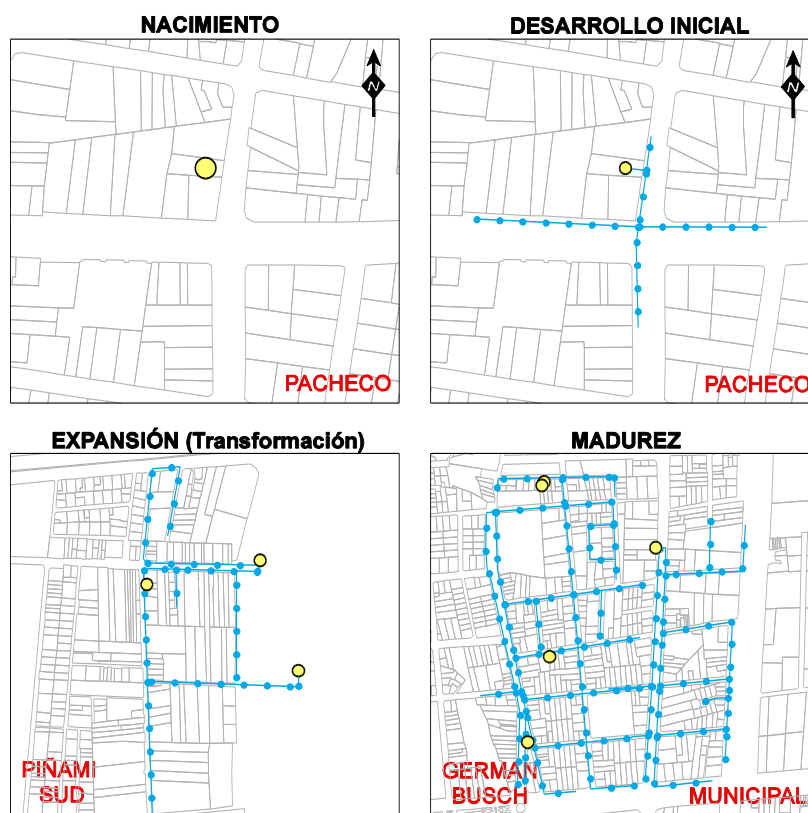 NACIMIENTO
N
PACHECO
DESARROLLO INICIAL
N
PACHECO
EXPANSIÓN (Transformación)
PIÑAMI
SUD
MADUREZ
GERMAN
BUSCH
MUNICIPAL